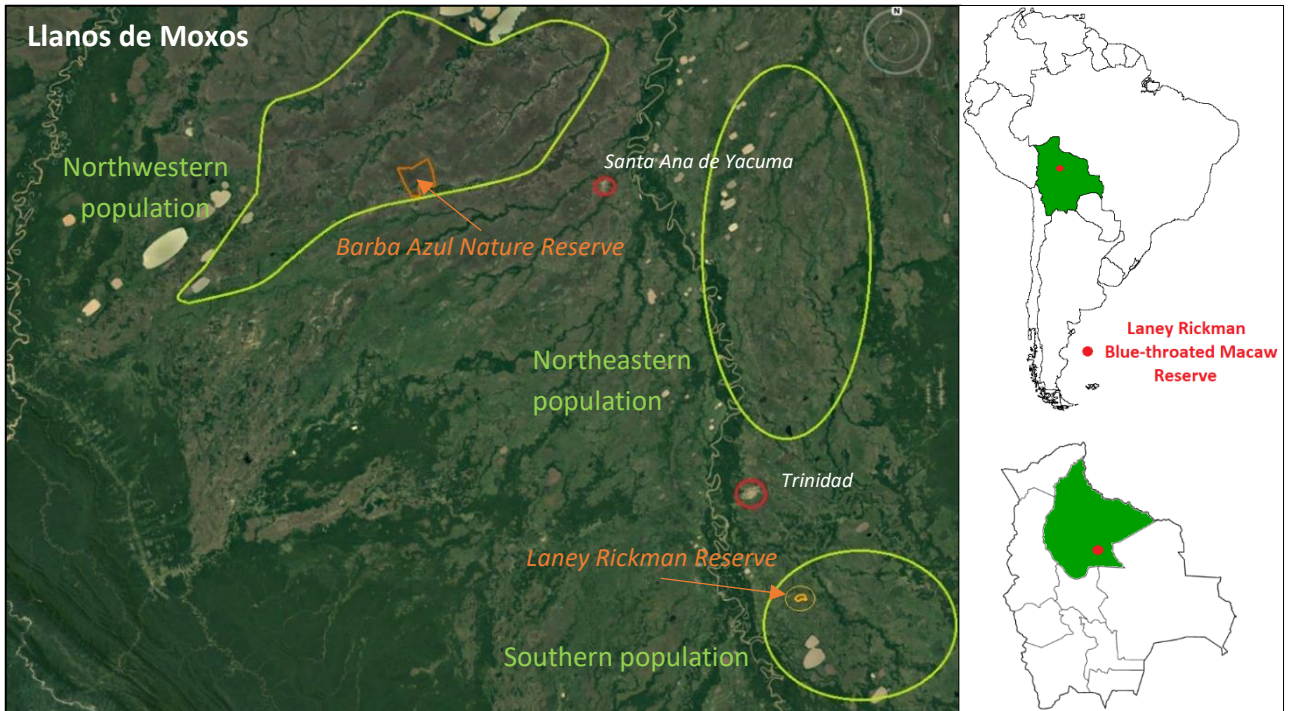 Llanos de Moxos
N
Northwestern
population
Santa Ana de Yacuma
Barba Azul Nature Reserve
Northeastern
population
Trinidad
Laney Rickman Reserve
Southern population
Laney Rickman
Blue-throated Macaw
Reserve